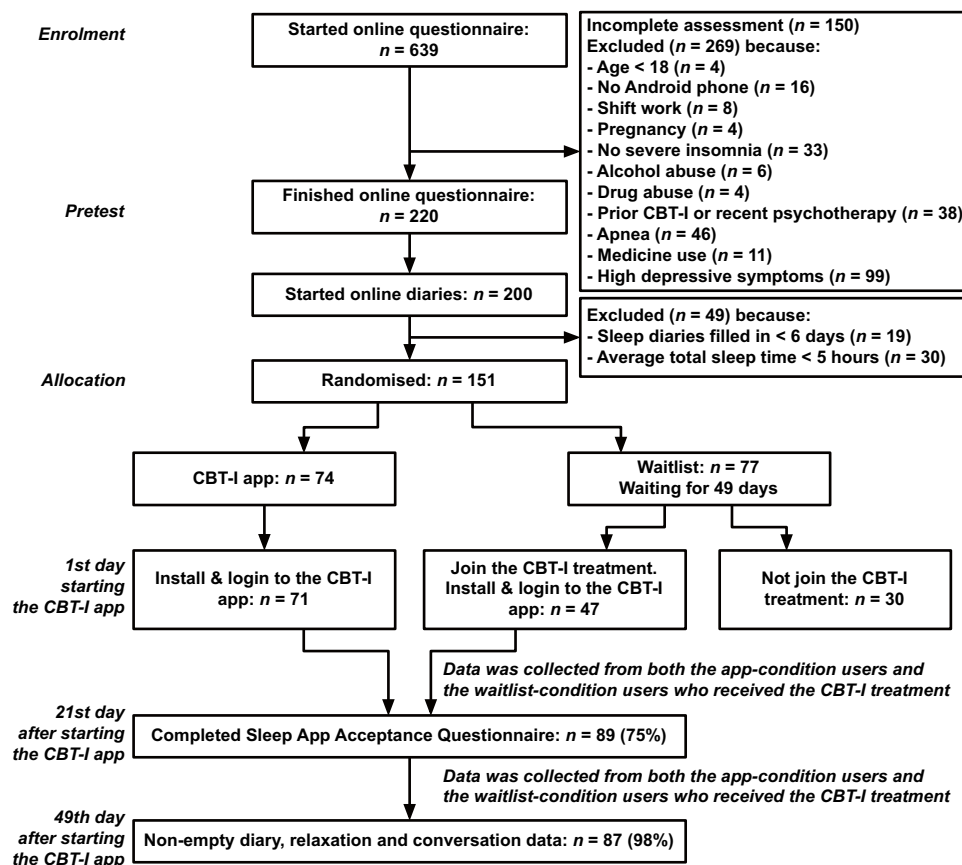 Enrolment
Started online questionnaire:
n = 639
Incomplete assessment (n = 150)
Excluded (n = 269) because:
- Age < 18 (n = 4)
- No Android phone (n = 16)
- Shift work (n = 8)
- Pregnancy (n = 4)
- No severe insomnia (n = 33)
- Alcohol abuse (n = 6)
- Drug abuse (n = 4)
- Prior CBT-I or recent psychotherapy (n = 38)
- Apnea (n = 46)
- Medicine use (n = 11)
- High depressive symptoms (n = 99)
Pretest
Finished online questionnaire:
n = 220
Started online diaries: n = 200
Excluded (n = 49) because:
- Sleep diaries filled in < 6 days (n = 19)
- Average total sleep time < 5 hours (n = 30)
Allocation
Randomised: n = 151
CBT-I app: n = 74
Waitlist: n = 77
Waiting for 49 days
1st day
starting
the CBT-I app
Install & login to the CBT-I
app: n = 71
Join the CBT-I treatment.
Install & login to the CBT-I
app: n = 47
Not join the CBT-I
treatment: n = 30
Data was collected from both the app-condition users and
the waitlist-condition users who received the CBT-I treatment
21st day
after starting
the CBT-I app
Completed Sleep App Acceptance Questionnaire: n = 89 (75%)
Data was collected from both the app-condition users and
the waitlist-condition users who received the CBT-I treatment
49th day
after starting
the CBT-I app
Non-empty diary, relaxation and conversation data: n = 87 (98%)